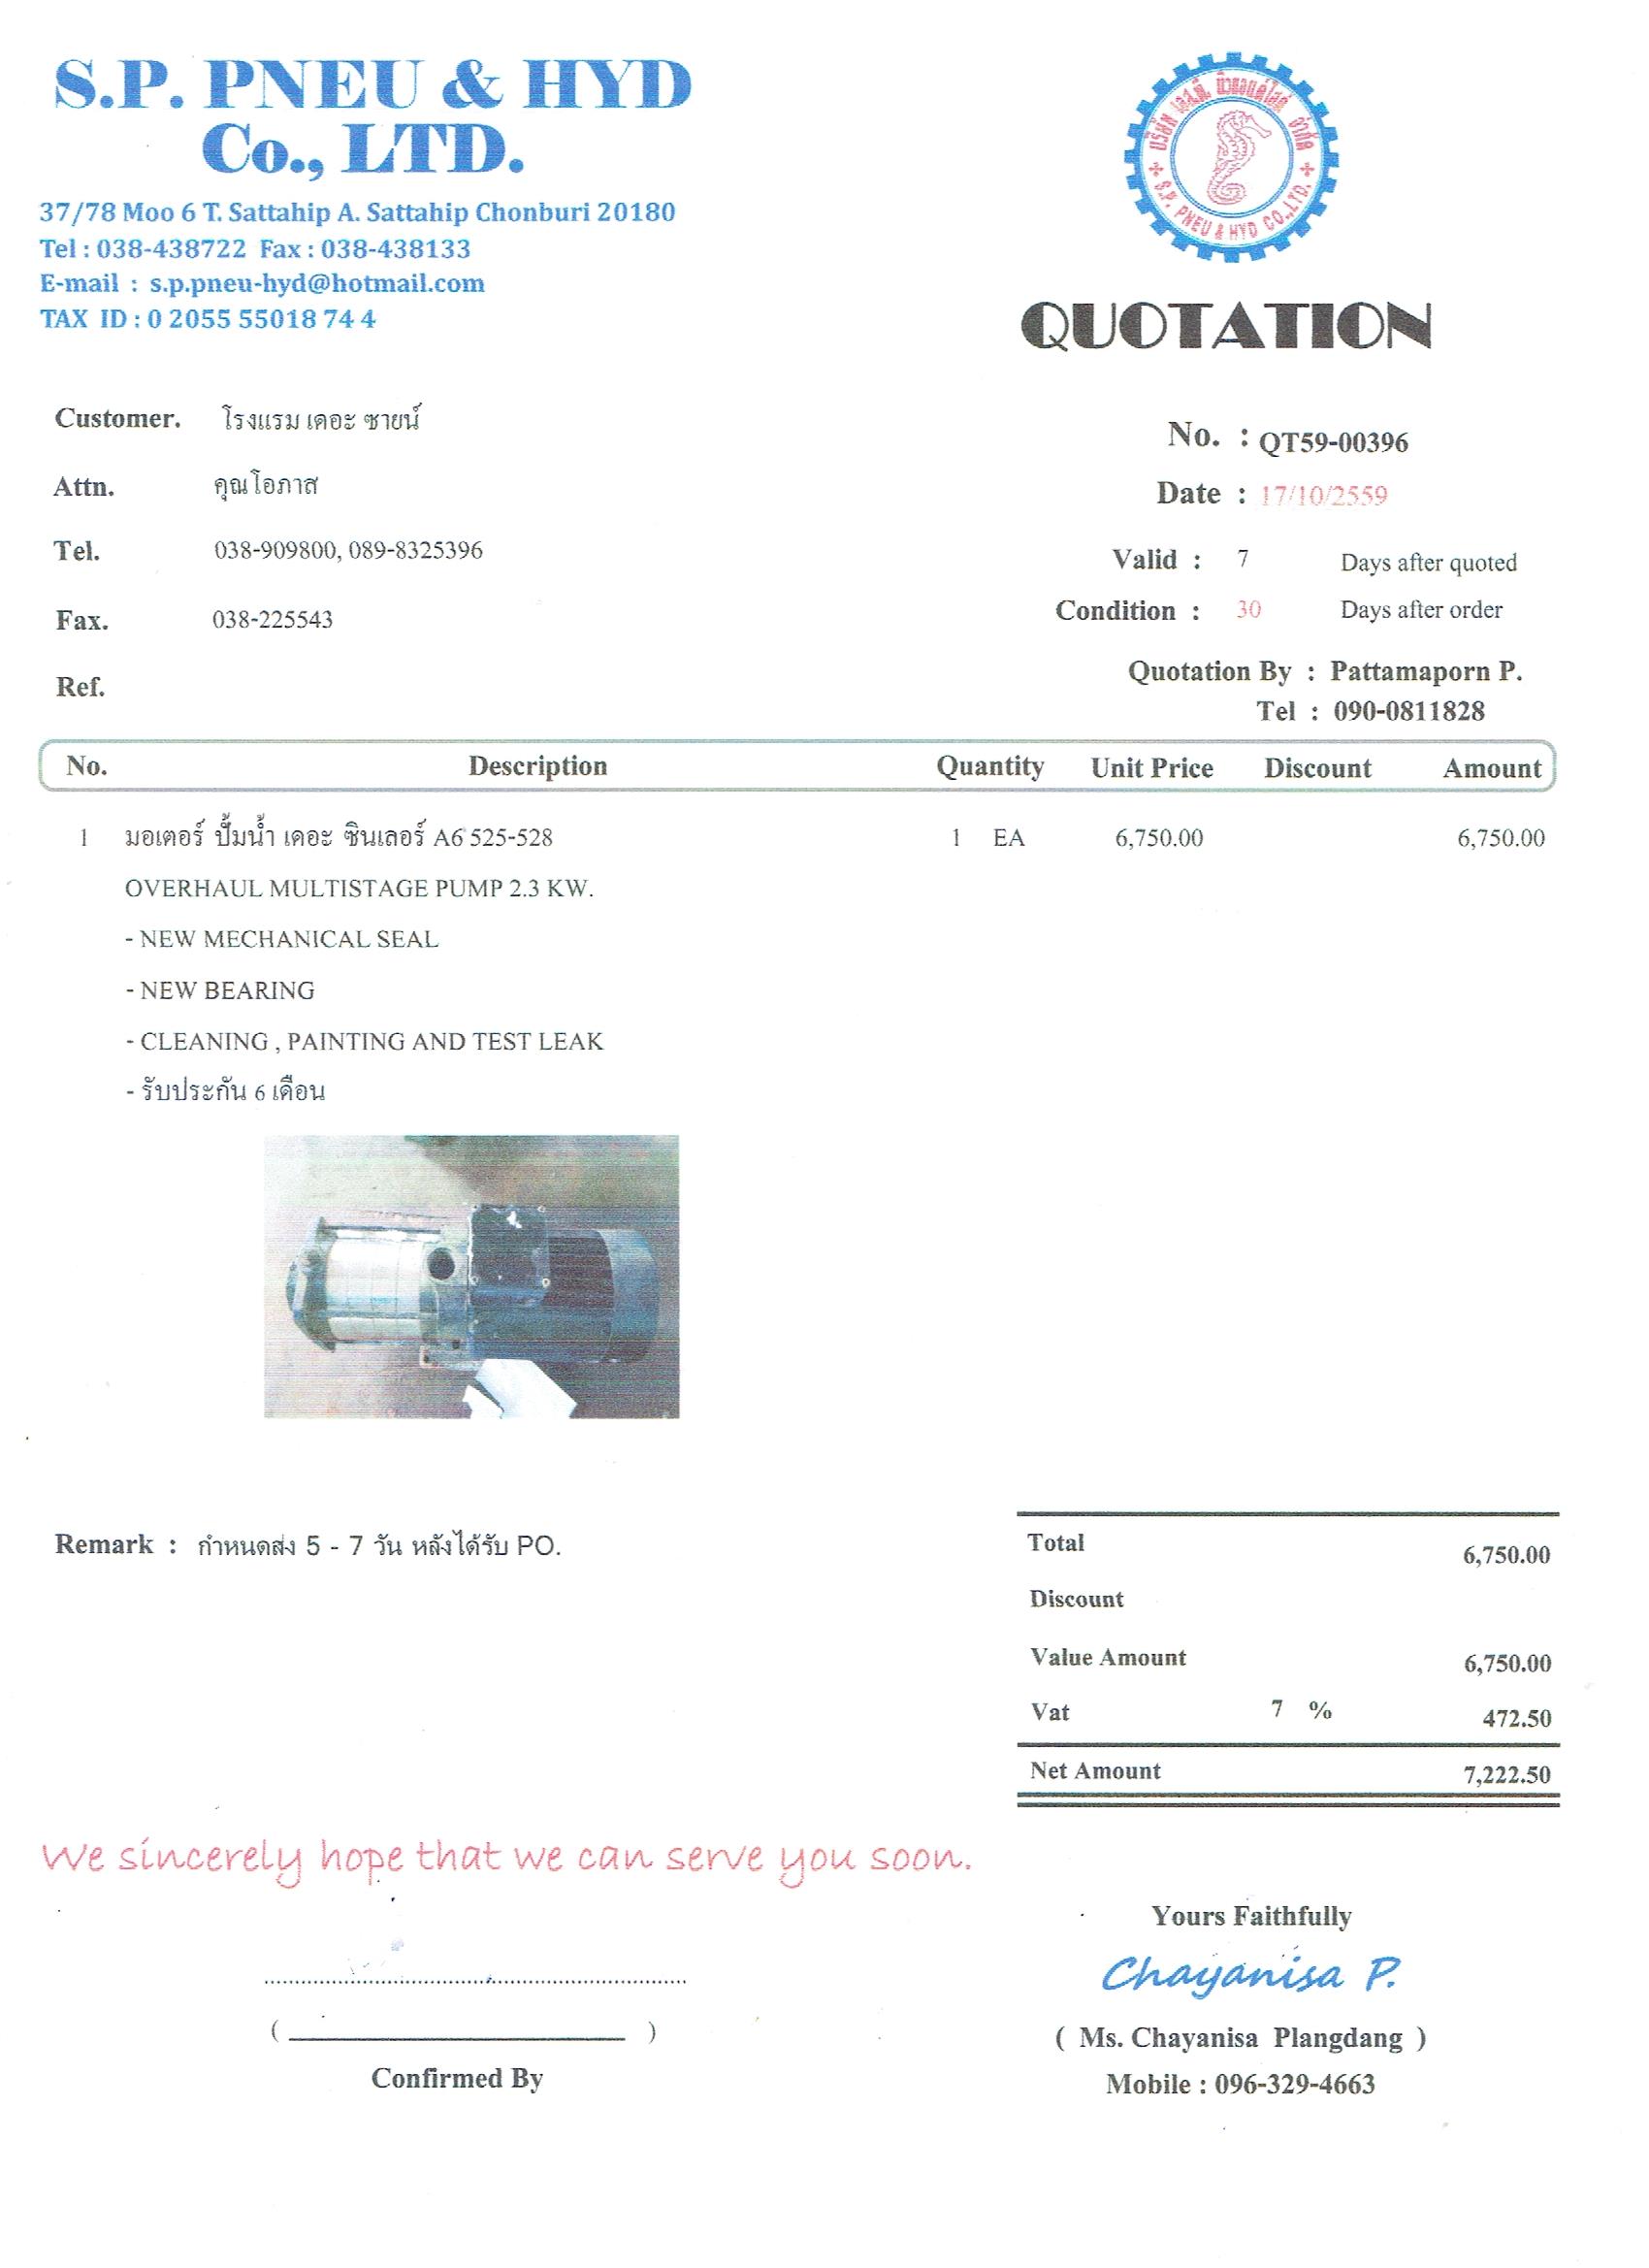 S.P. PNEU & HYD
Co., LTD.
37/78 Moo 6 T. Sattahip A. Sattahip Chonburi 20180
Tel : 038-438722 Fax : 038-438133
E-mail : s.p.pneu-hyd@hotmail.com
TAX ID : 0 2055 55018 74 4
บริษัท เอส.พี. นิวแอนด์ไฮด์ จำกัด
S.P. PNEU & HYD CO.,LTD.
QUOTATION
Customer. โรงแรม เดอะ ซายน์
Attn. คุณโอภาส
Tel. 038-909800, 089-8325396
Fax. 038-225543
Ref.
No. : QT59-00396
Date : 17/10/2559
Valid : 7 Days after quoted
Condition : 30 Days after order
Quotation By : Pattamaporn P.
Tel : 090-0811828
No. Description Quantity Unit Price Discount Amount
1 มอเตอร์ ปั๊มน้ำ เดอะ ซินเลอร์ A6 525-528 1 EA 6,750.00 6,750.00
OVERHAUL MULTISTAGE PUMP 2.3 KW.
- NEW MECHANICAL SEAL
- NEW BEARING
- CLEANING , PAINTING AND TEST LEAK
- รับประกัน 6 เดือน
Remark : กำหนดส่ง 5 - 7 วัน หลังได้รับ PO.
Total 6,750.00
Discount
Value Amount 6,750.00
Vat 7 % 472.50
Net Amount 7,222.50
We sincerely hope that we can serve you soon.
Yours Faithfully
Chayanisa P.
( Ms. Chayanisa Plangdang )
Mobile : 096-329-4663
Confirmed By